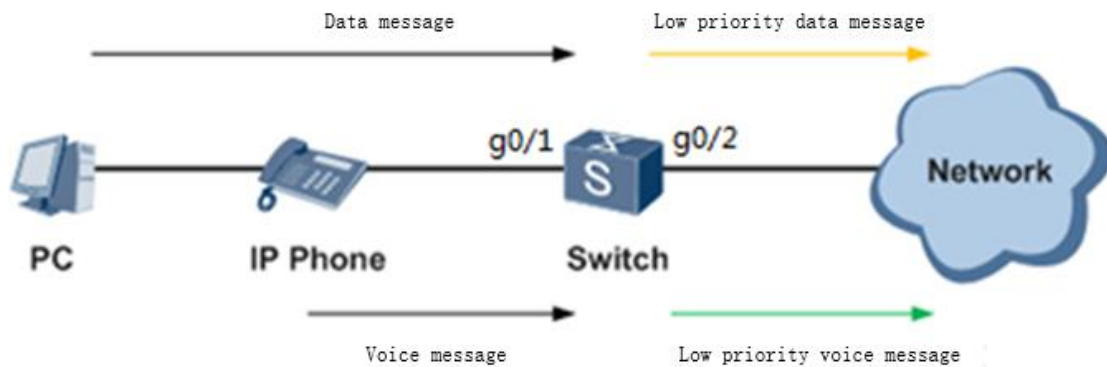 Data message
Low priority data message
g0/1
g0/2
S
Network
PC
IP Phone
Switch
Voice message
Low priority voice message